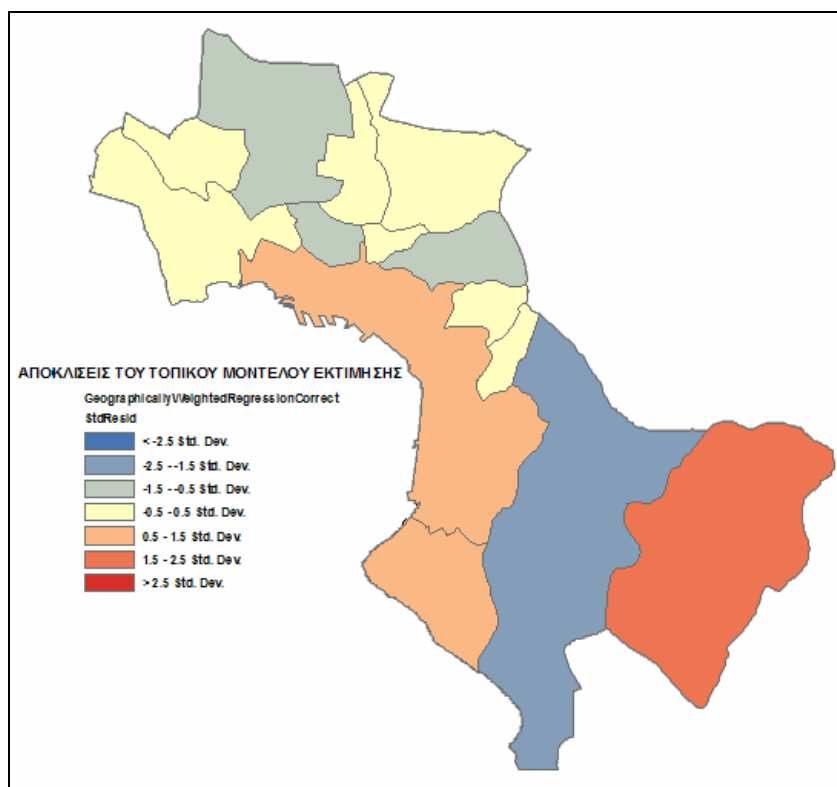 ΑΠΟΚΛΙΣΕΙΣ ΤΟΥ ΤΟΠΙΚΟΥ ΜΟΝΤΕΛΟΥ ΕΚΤΙΜΗΣΗΣ
GeographicallyWeightedRegressionCorrect
StdResid
< -2.5 Std. Dev.
-2.5 - -1.5 Std. Dev.
-1.5 - -0.5 Std. Dev.
-0.5 - 0.5 Std. Dev.
0.5 - 1.5 Std. Dev.
1.5 - 2.5 Std. Dev.
> 2.5 Std. Dev.